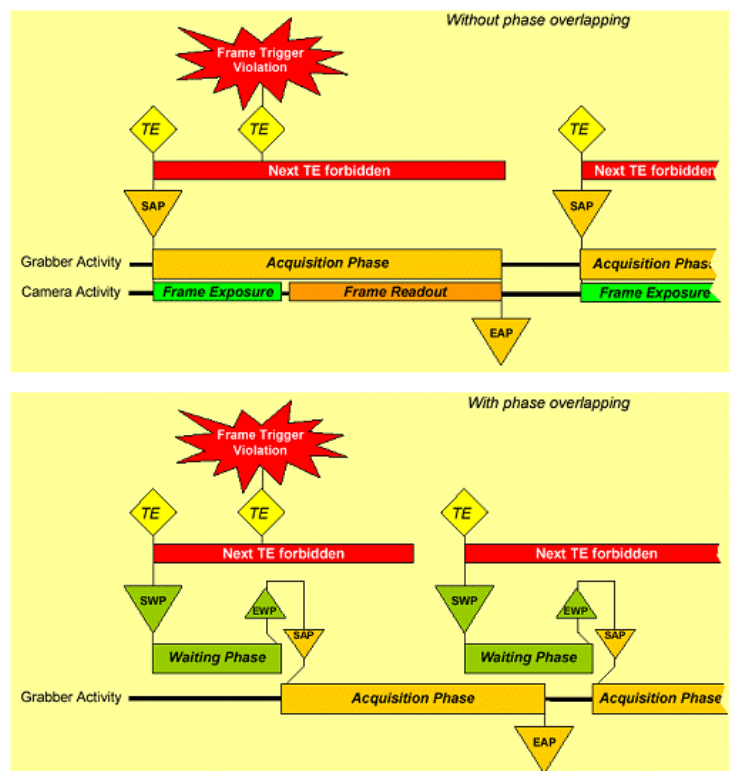 Without phase overlapping
Frame Trigger
Violation
TE
TE
TE
Next TE forbidden
Next TE forbidden
SAP
SAP
Grabber Activity
Acquisition Phase
Acquisition Phase
Camera Activity
Frame Exposure
Frame Readout
Frame Exposure
EAP
With phase overlapping
Frame Trigger
Violation
TE
TE
TE
Next TE forbidden
Next TE forbidden
SWP
EWP
SWP
EWP
SAP
SAP
Waiting Phase
Waiting Phase
Grabber Activity
Acquisition Phase
Acquisition Phase
EAP